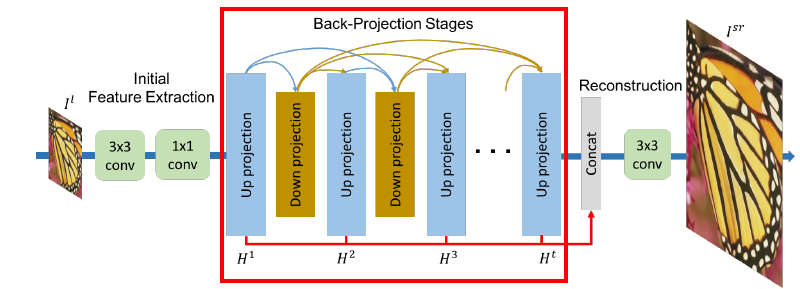 Back-Projection Stages
Initial
Feature Extraction
I^l
3x3
conv
1x1
conv
Up projection
Down projection
Up projection
Down projection
Up projection
...
Up projection
H^1
H^2
H^3
H^t
Reconstruction
Concat
3x3
conv
I^{sr}